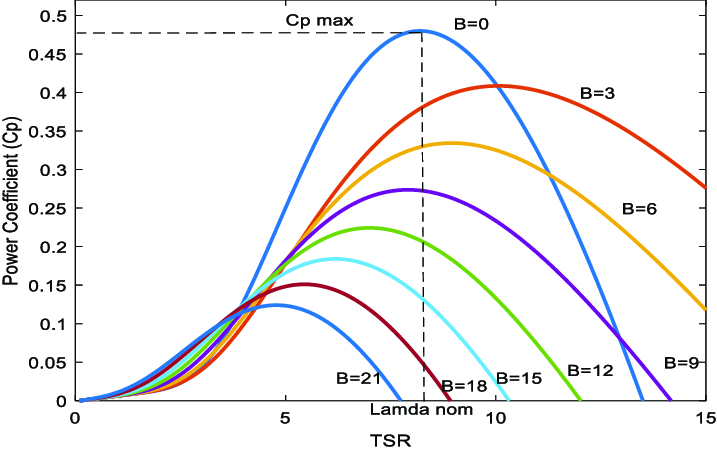 0.5
0.45
0.4
0.35
0.3
0.25
0.2
0.15
0.1
0.05
0
Power Coefficient (Cp)
Cp max
B=0
B=3
B=6
B=9
B=12
B=15
B=18
B=21
Lamda nom
0 5 10 15
TSR